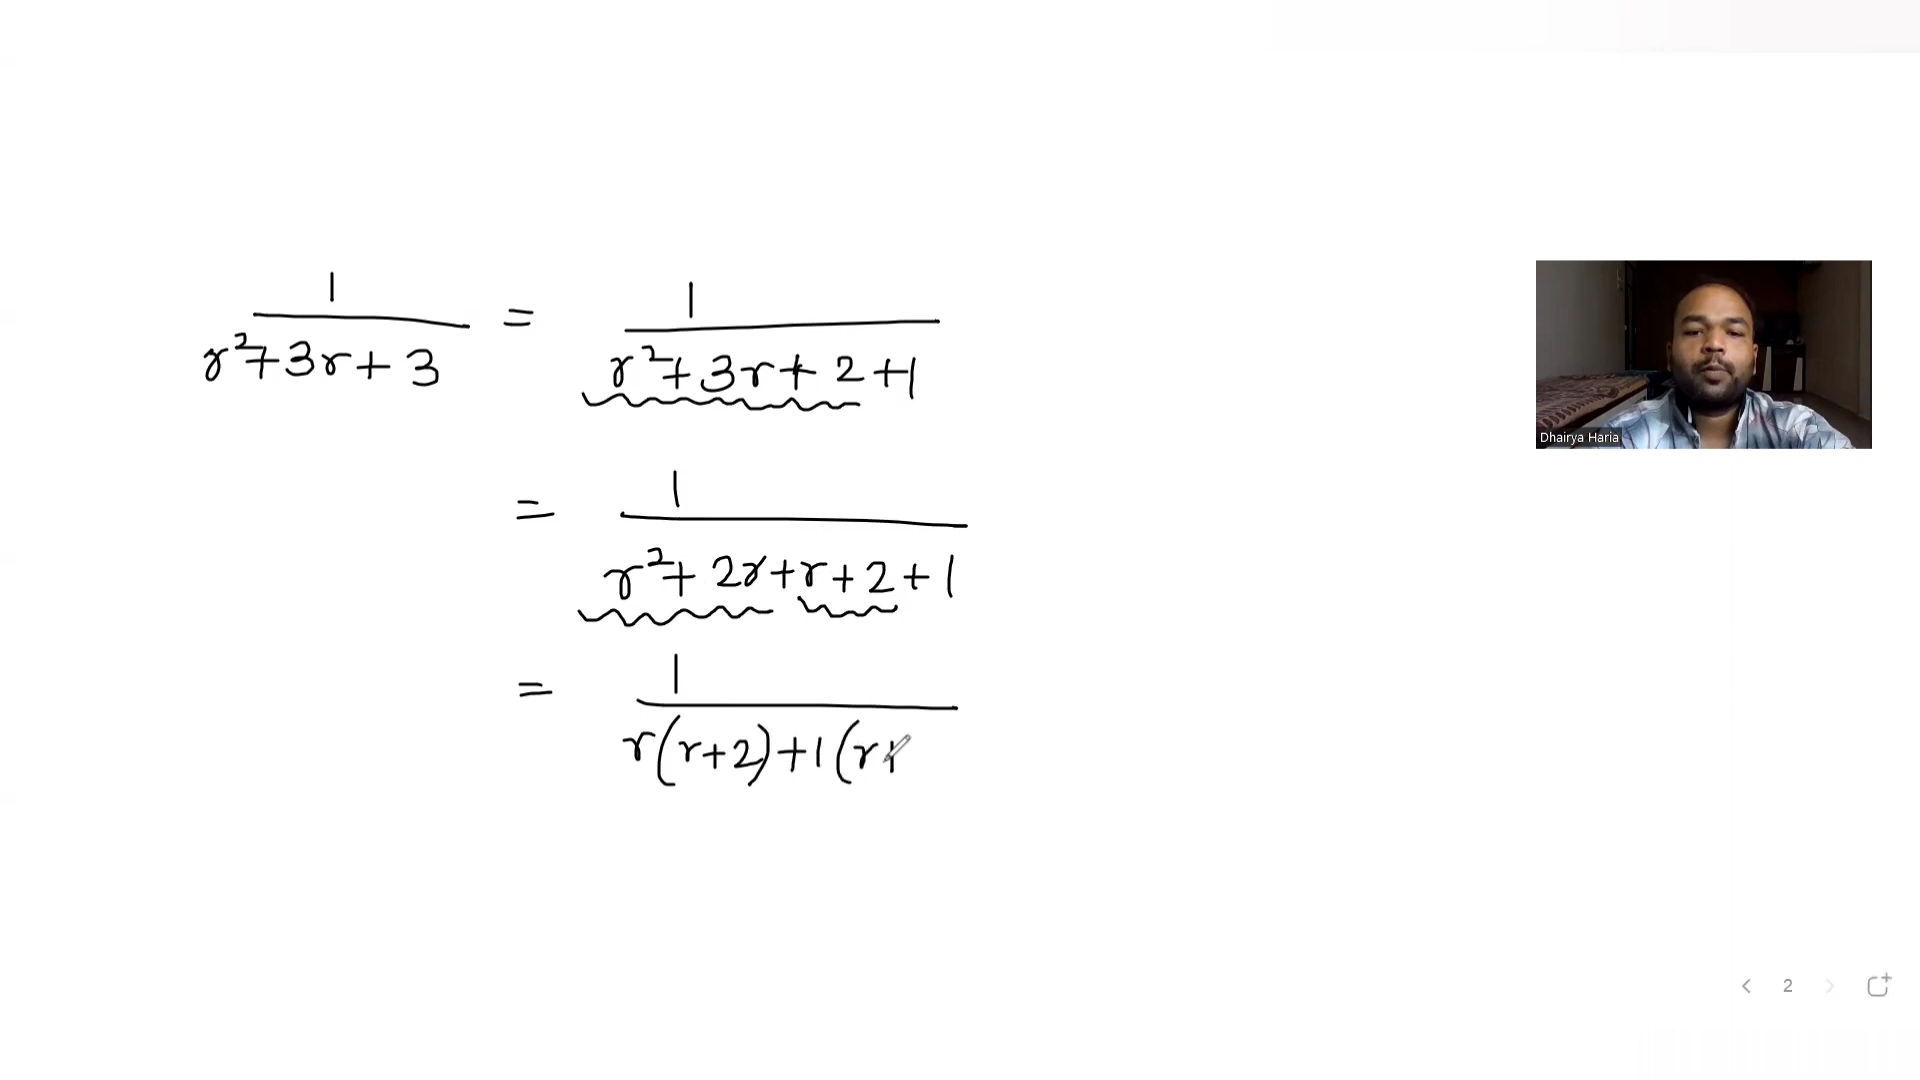 1/(r²+3r+3) = 1/(r²+3r+2+1)
= 1/(r²+2r+r+2+1)
= 1/(r(r+2)+1(r+
Dhairya Haria
2